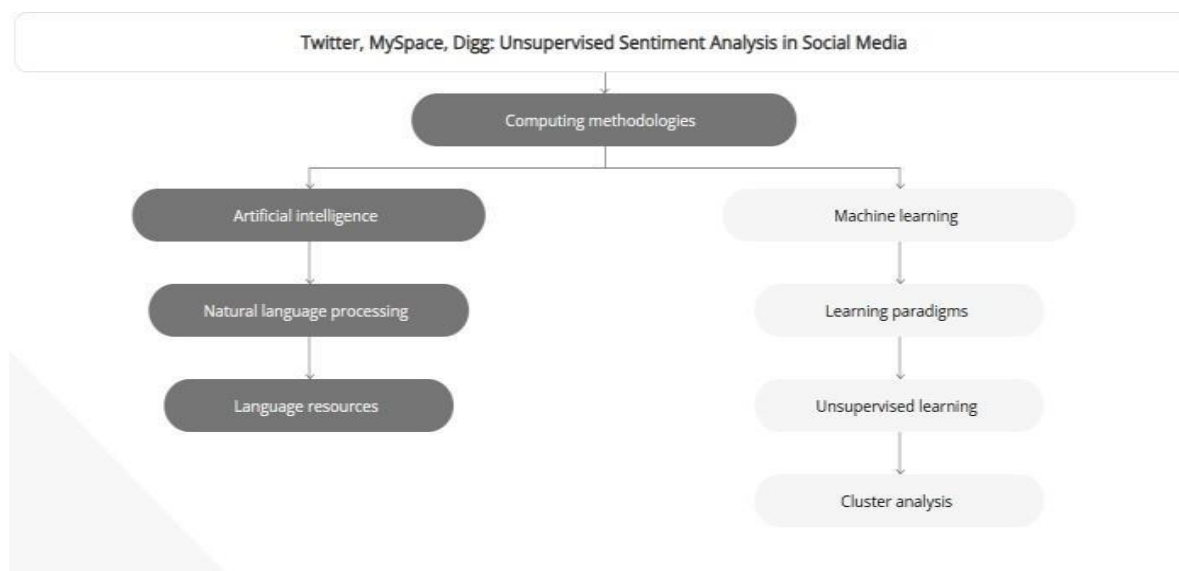 Twitter, MySpace, Digg: Unsupervised Sentiment Analysis in Social Media
Computing methodologies
Artificial intelligence
Machine learning
Natural language processing
Learning paradigms
Language resources
Unsupervised learning
Cluster analysis